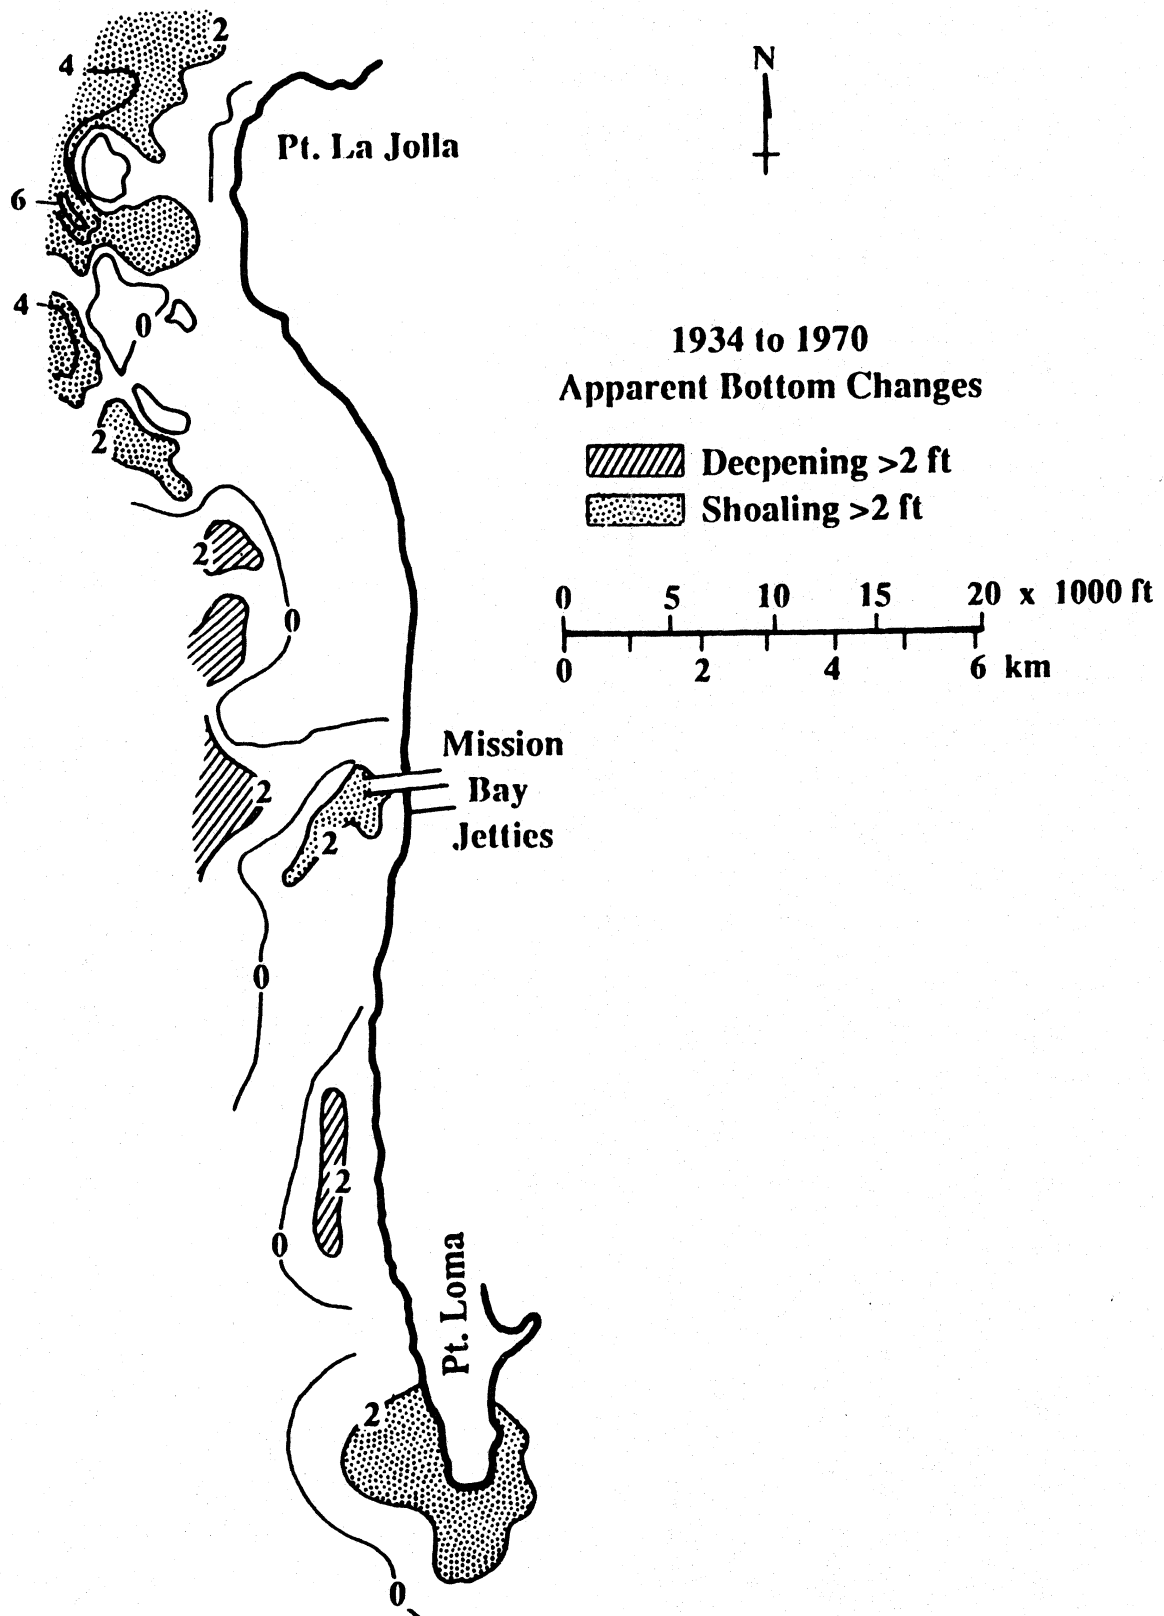 2
4
N
Pt. La Jolla
6
4
0
1934 to 1970
Apparent Bottom Changes
2
Deepening >2 ft
Shoaling >2 ft
2
0 5 10 15 20 x 1000 ft
0
0 2 4 6 km
Mission
2
Bay
2
Jetties
0
2
0
Pt. Loma
2
0